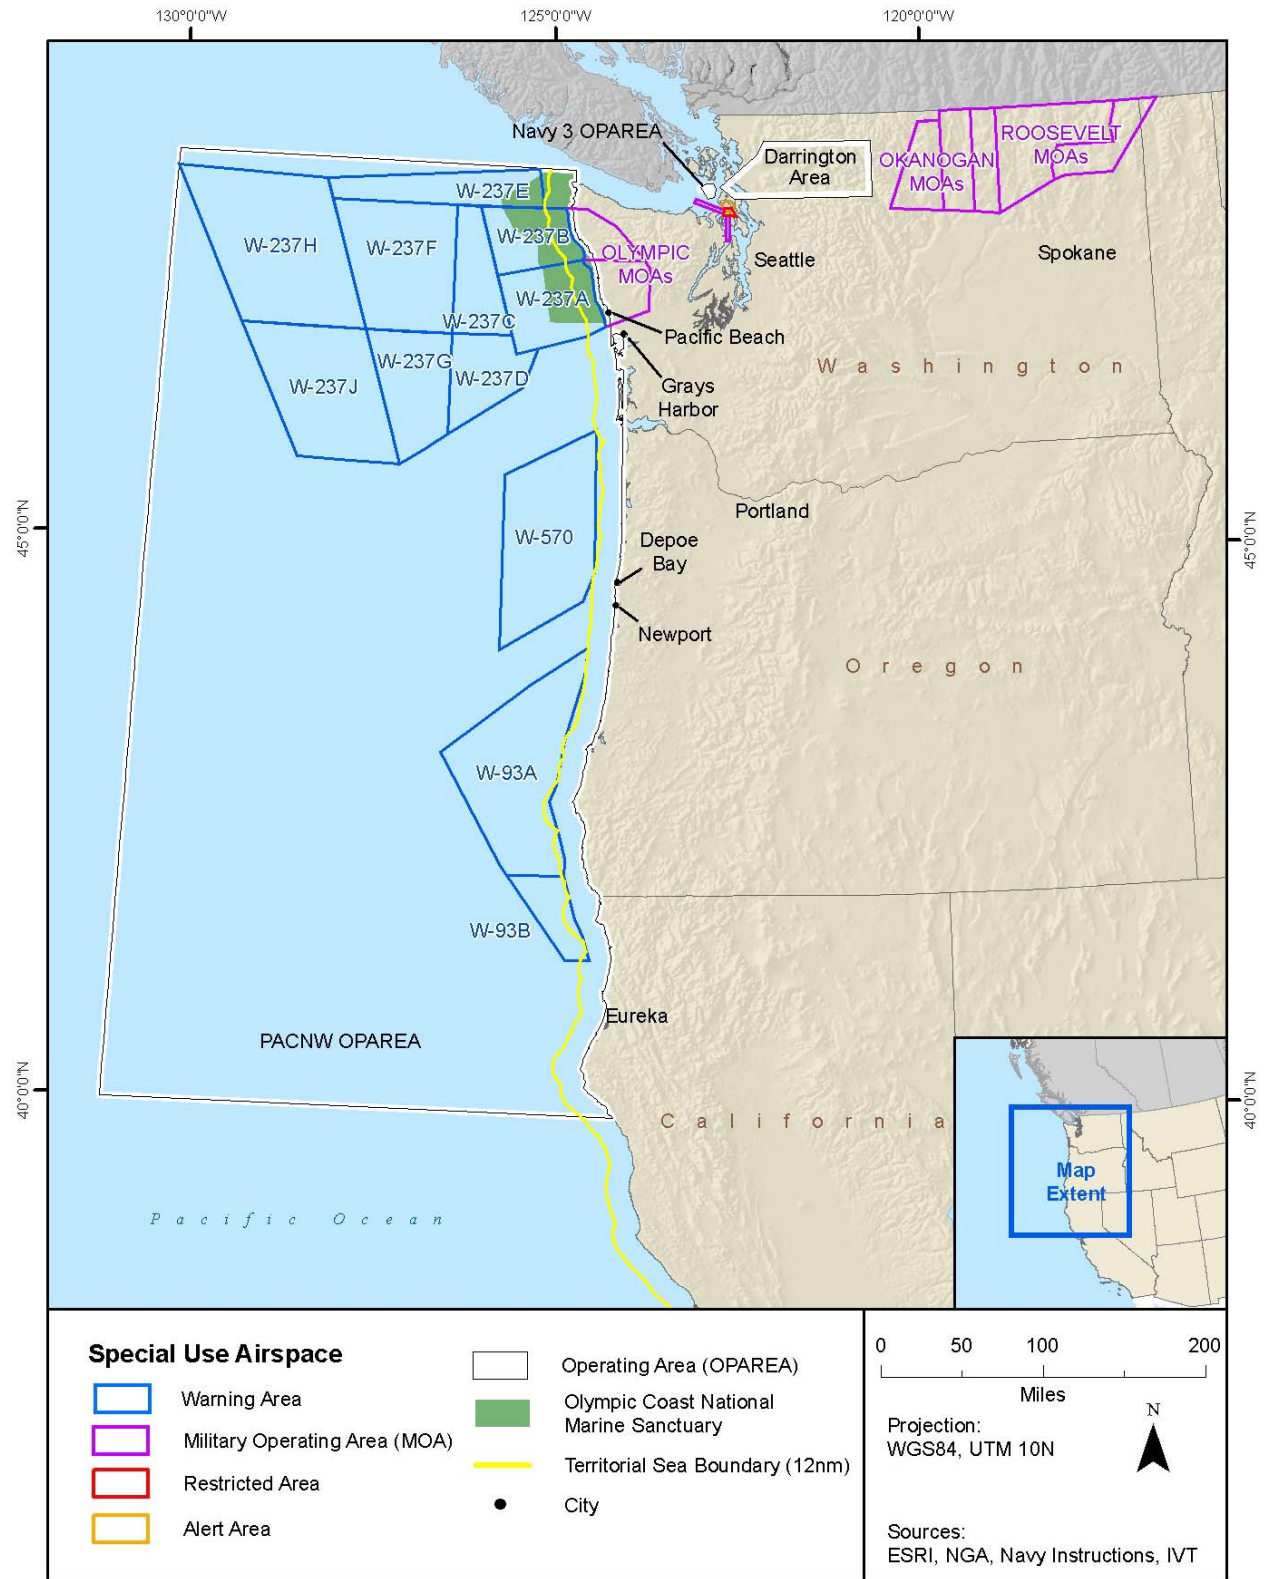 130°0'0"W
125°0'0"W
120°0'0"W
Navy 3 OPAREA
Darrington
Area
OKANOGAN
MOAs
ROOSEVELT
MOAs
W-237E
W-237H
W-237F
W-237B
OLYMPIC
MOAs
Seattle
Spokane
W-237A
W-237C
Pacific Beach
W-237G
W-237D
W-237J
Grays
Harbor
Washington
45°0'0"N
45°0'0"N
Portland
W-570
Depoe
Bay
Newport
Oregon
W-93A
W-93B
Eureka
PACNW OPAREA
40°0'0"N
40°0'0"N
California
Map
Extent
Pacific Ocean
Special Use Airspace
Warning Area
Military Operating Area (MOA)
Restricted Area
Alert Area
Operating Area (OPAREA)
Olympic Coast National
Marine Sanctuary
Territorial Sea Boundary (12nm)
City
0 50 100 200
Miles
N
Projection:
WGS84, UTM 10N
Sources:
ESRI, NGA, Navy Instructions, IVT